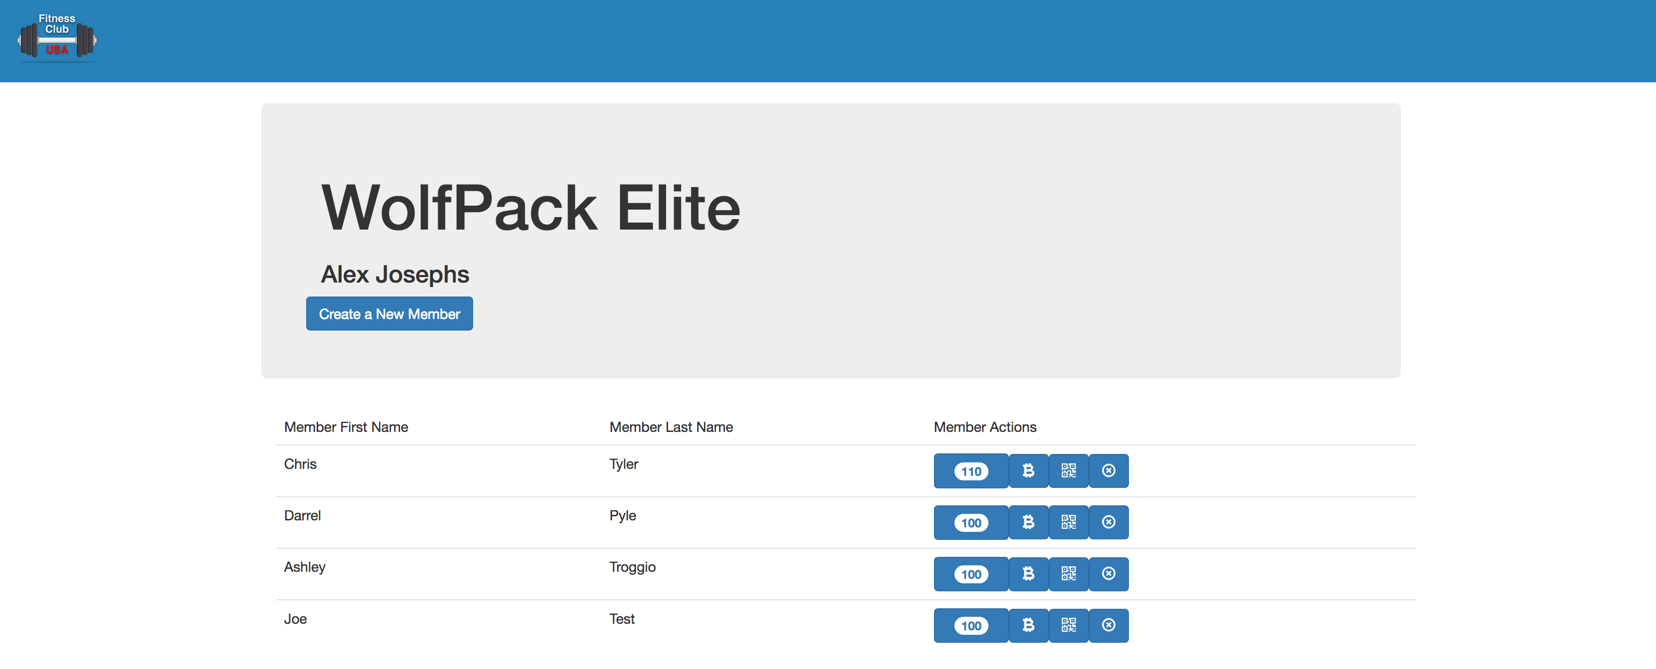 Fitness
Club
USA
WolfPack Elite
Alex Josephs
Create a New Member
Member First Name Member Last Name Member Actions
Chris Tyler 110
Darrel Pyle 100
Ashley Troggio 100
Joe Test 100